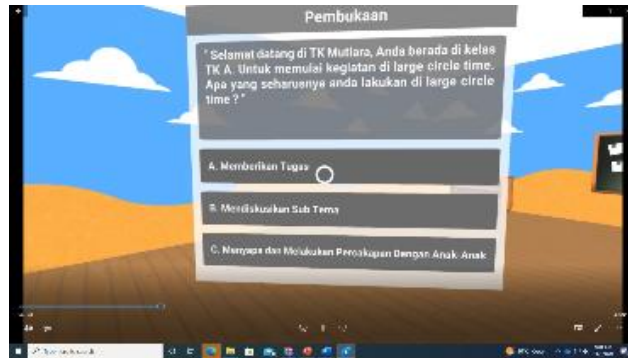 Pembukaan
"Selamat datang di TK Mutiara, Anda berada di kelas
TK A. Untuk memulai kegiatan di large circle time.
Apa yang seharusnya anda lakukan di large circle
time ?"
A. Memberikan Tugas
B. Mendiskusikan Sub Tema
C. Menyapa dan Melakukan Percakapan Dengan Anak-Anak